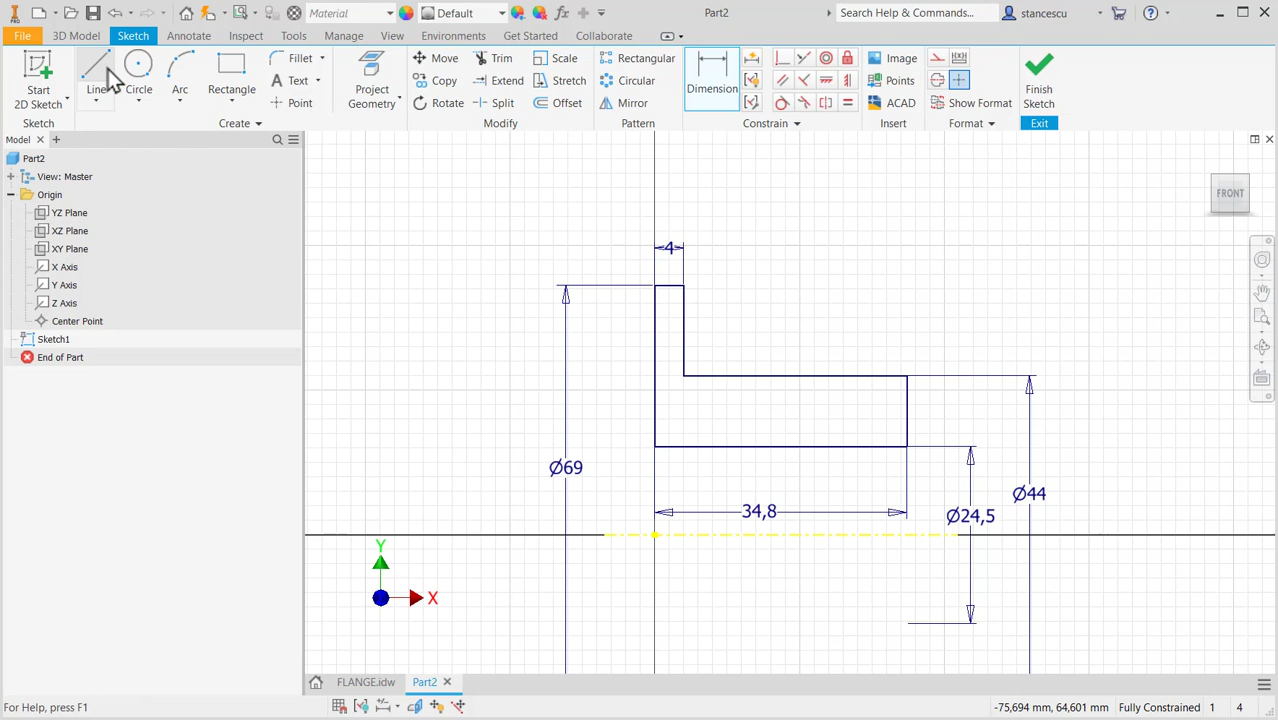 PRO
Material
Default
Part2
Search Help & Commands...
stancescu
File
3D Model
Sketch
Annotate
Inspect
Tools
Manage
View
Environments
Get Started
Collaborate
Start
2D Sketch
Line
Circle
Arc
Rectangle
Fillet
Text
Point
Project
Geometry
Move
Copy
Rotate
Trim
Extend
Split
Scale
Stretch
Offset
Rectangular
Circular
Mirror
Dimension
Image
Points
ACAD
Show Format
Finish
Sketch
Sketch
Create
Modify
Pattern
Constrain
Insert
Format
Exit
Model
Part2
View: Master
Origin
YZ Plane
XZ Plane
XY Plane
X Axis
Y Axis
Z Axis
Center Point
Sketch1
End of Part
FRONT
4
Ø69
34,8
Ø24,5
Ø44
Y
X
FLANGE.idw
Part2
For Help, press F1
-75,694 mm, 64,601 mm
Fully Constrained
1
4